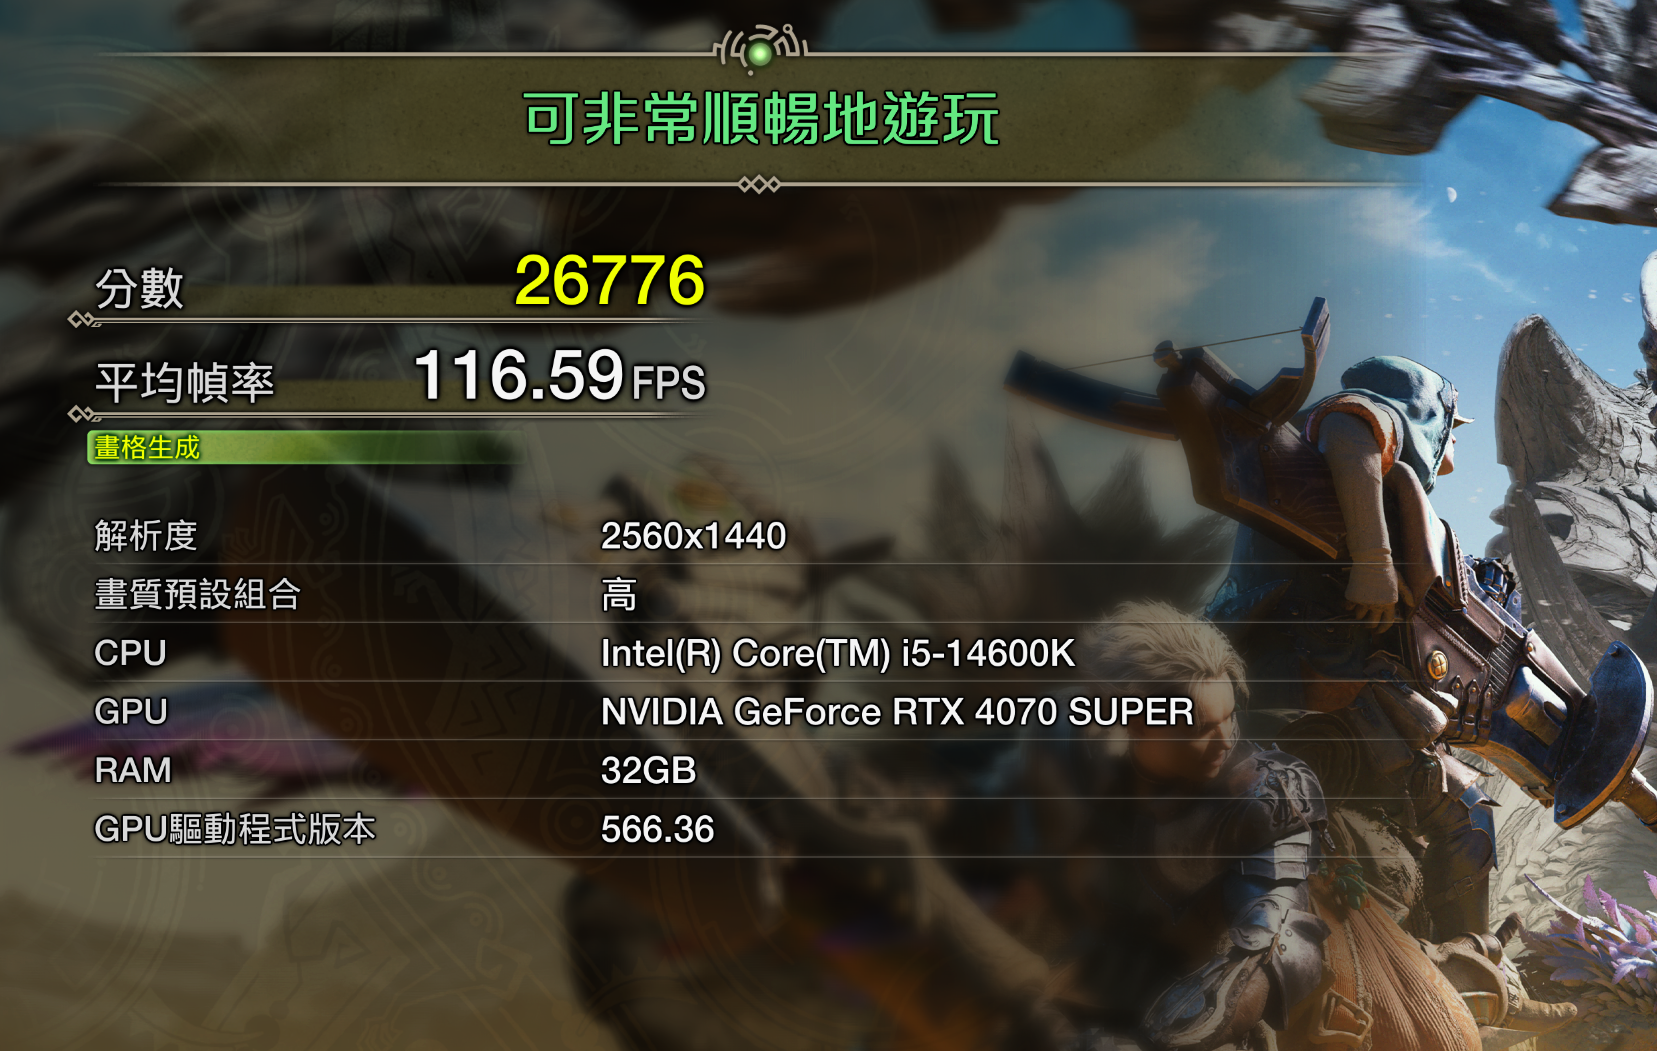 可非常順暢地遊玩
分數 26776
平均幀率 116.59 FPS
畫格生成
解析度 2560x1440
畫質預設組合 高
CPU Intel(R) Core(TM) i5-14600K
GPU NVIDIA GeForce RTX 4070 SUPER
RAM 32GB
GPU驅動程式版本 566.36